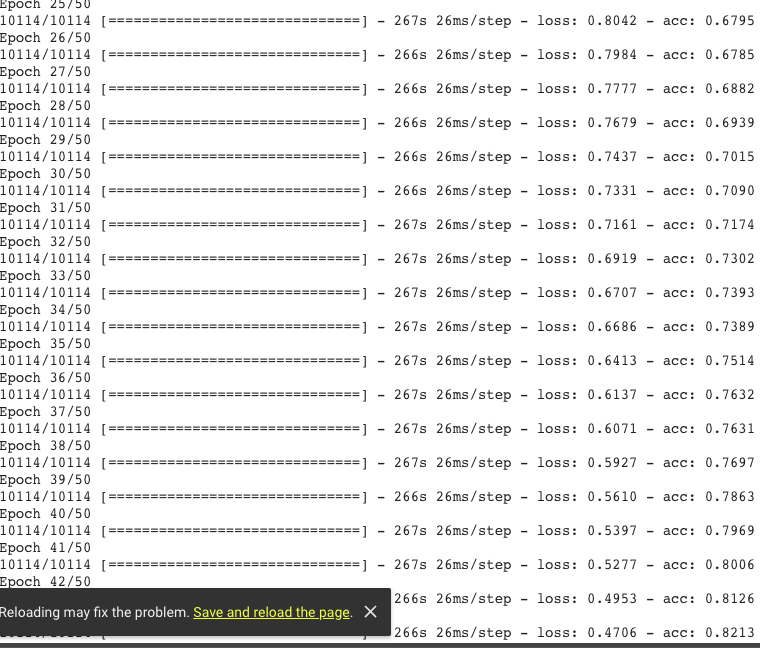 Epoch 25/50
10114/10114 [==============================] - 267s 26ms/step - loss: 0.8042 - acc: 0.6795
Epoch 26/50
10114/10114 [==============================] - 266s 26ms/step - loss: 0.7984 - acc: 0.6785
Epoch 27/50
10114/10114 [==============================] - 266s 26ms/step - loss: 0.7777 - acc: 0.6882
Epoch 28/50
10114/10114 [==============================] - 266s 26ms/step - loss: 0.7679 - acc: 0.6939
Epoch 29/50
10114/10114 [==============================] - 266s 26ms/step - loss: 0.7437 - acc: 0.7015
Epoch 30/50
10114/10114 [==============================] - 266s 26ms/step - loss: 0.7331 - acc: 0.7090
Epoch 31/50
10114/10114 [==============================] - 267s 26ms/step - loss: 0.7161 - acc: 0.7174
Epoch 32/50
10114/10114 [==============================] - 267s 26ms/step - loss: 0.6919 - acc: 0.7302
Epoch 33/50
10114/10114 [==============================] - 267s 26ms/step - loss: 0.6707 - acc: 0.7393
Epoch 34/50
10114/10114 [==============================] - 267s 26ms/step - loss: 0.6686 - acc: 0.7389
Epoch 35/50
10114/10114 [==============================] - 267s 26ms/step - loss: 0.6413 - acc: 0.7514
Epoch 36/50
10114/10114 [==============================] - 267s 26ms/step - loss: 0.6137 - acc: 0.7632
Epoch 37/50
10114/10114 [==============================] - 267s 26ms/step - loss: 0.6071 - acc: 0.7631
Epoch 38/50
10114/10114 [==============================] - 267s 26ms/step - loss: 0.5927 - acc: 0.7697
Epoch 39/50
10114/10114 [==============================] - 266s 26ms/step - loss: 0.5610 - acc: 0.7863
Epoch 40/50
10114/10114 [==============================] - 267s 26ms/step - loss: 0.5397 - acc: 0.7969
Epoch 41/50
10114/10114 [==============================] - 267s 26ms/step - loss: 0.5277 - acc: 0.8006
Epoch 42/50
266s 26ms/step - loss: 0.4953 - acc: 0.8126
Reloading may fix the problem. Save and reload the page.
266s 26ms/step - loss: 0.4706 - acc: 0.8213